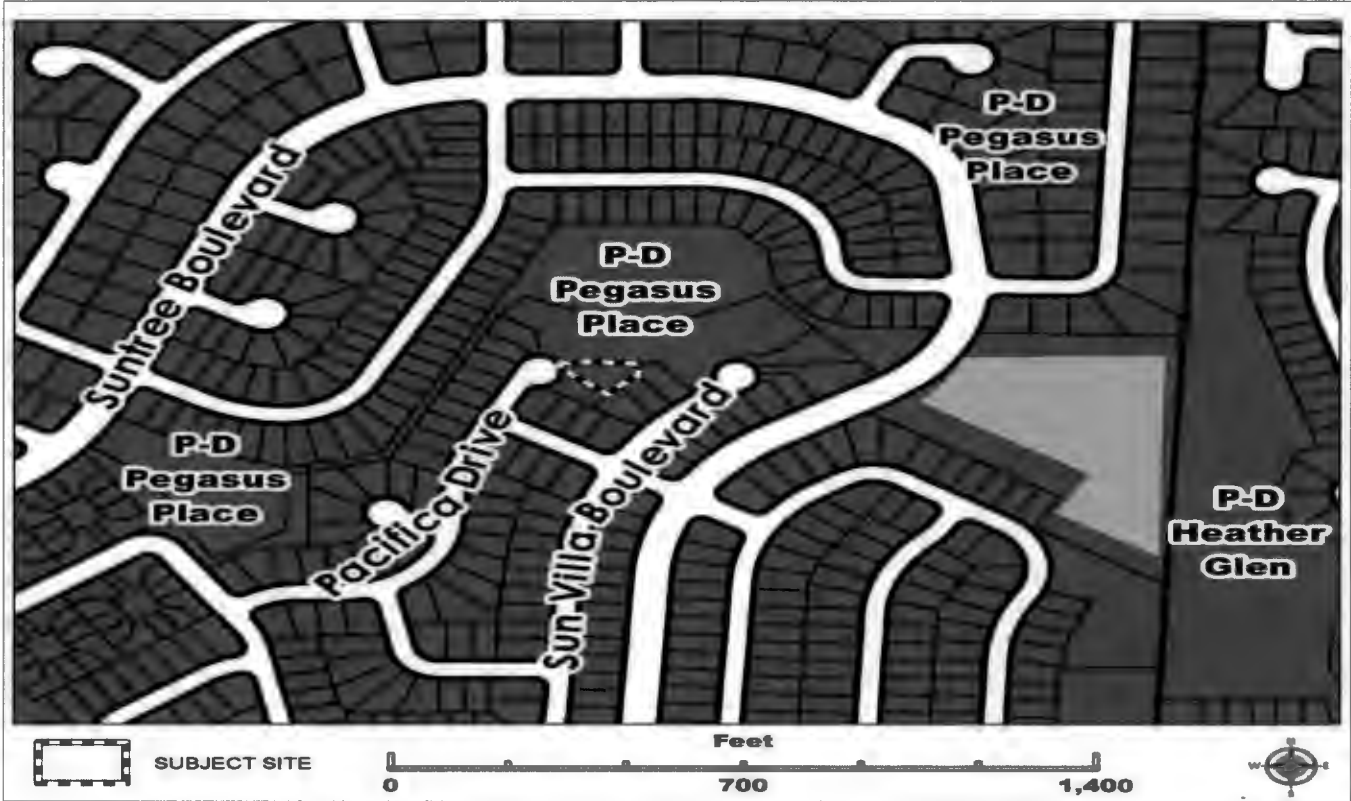 P-D
Pegasus
Place
Suntree Boulevard
P-D
Pegasus
Place
P-D
Pegasus
Place
Pacifica Drive
Sun Villa Boulevard
P-D
Heather
Glen
SUBJECT SITE
Feet
0 700 1,400
N
W E
S